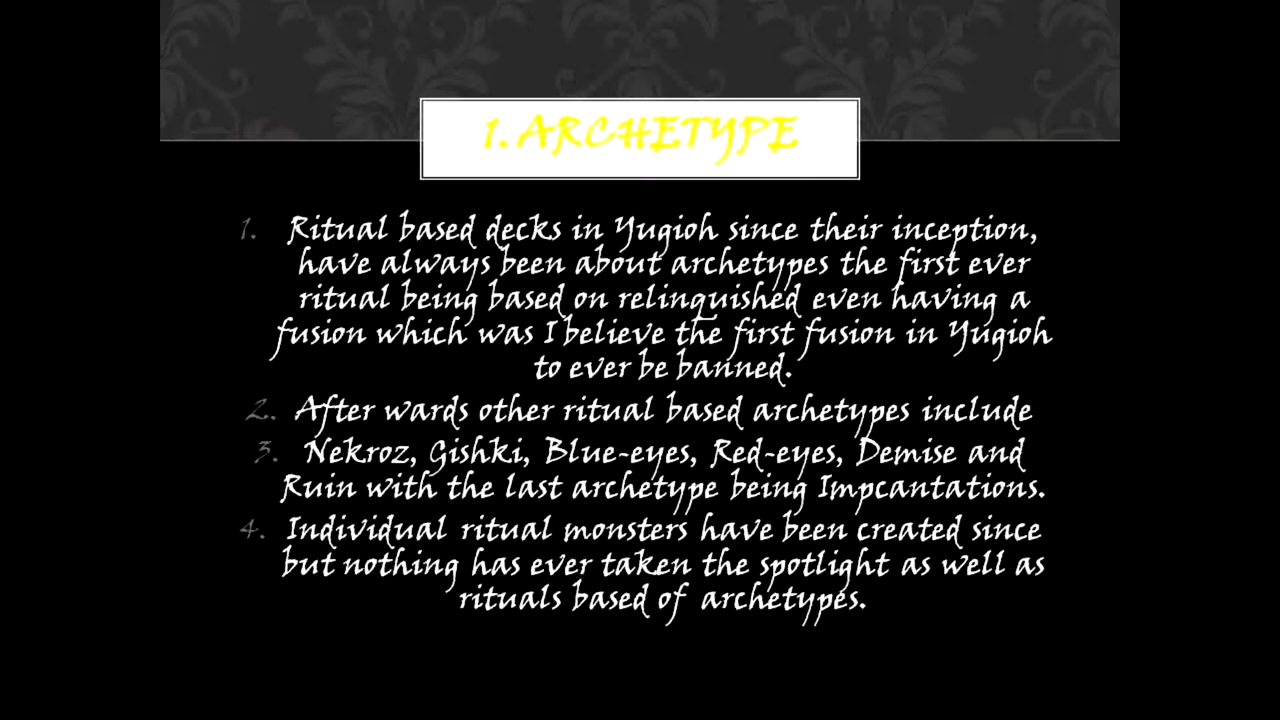 1. ARCHETYPE
1. Ritual based decks in Yugioh since their inception,
have always been about archetypes the first ever
ritual being based on relinquished even having a
fusion which was I believe the first fusion in Yugioh
to ever be banned.
2. After wards other ritual based archetypes include
3. Nekroz, Gishki, Blue-eyes, Red-eyes, Demise and
Ruin with the last archetype being Impcantations.
4. Individual ritual monsters have been created since
but nothing has ever taken the spotlight as well as
rituals based of archetypes.